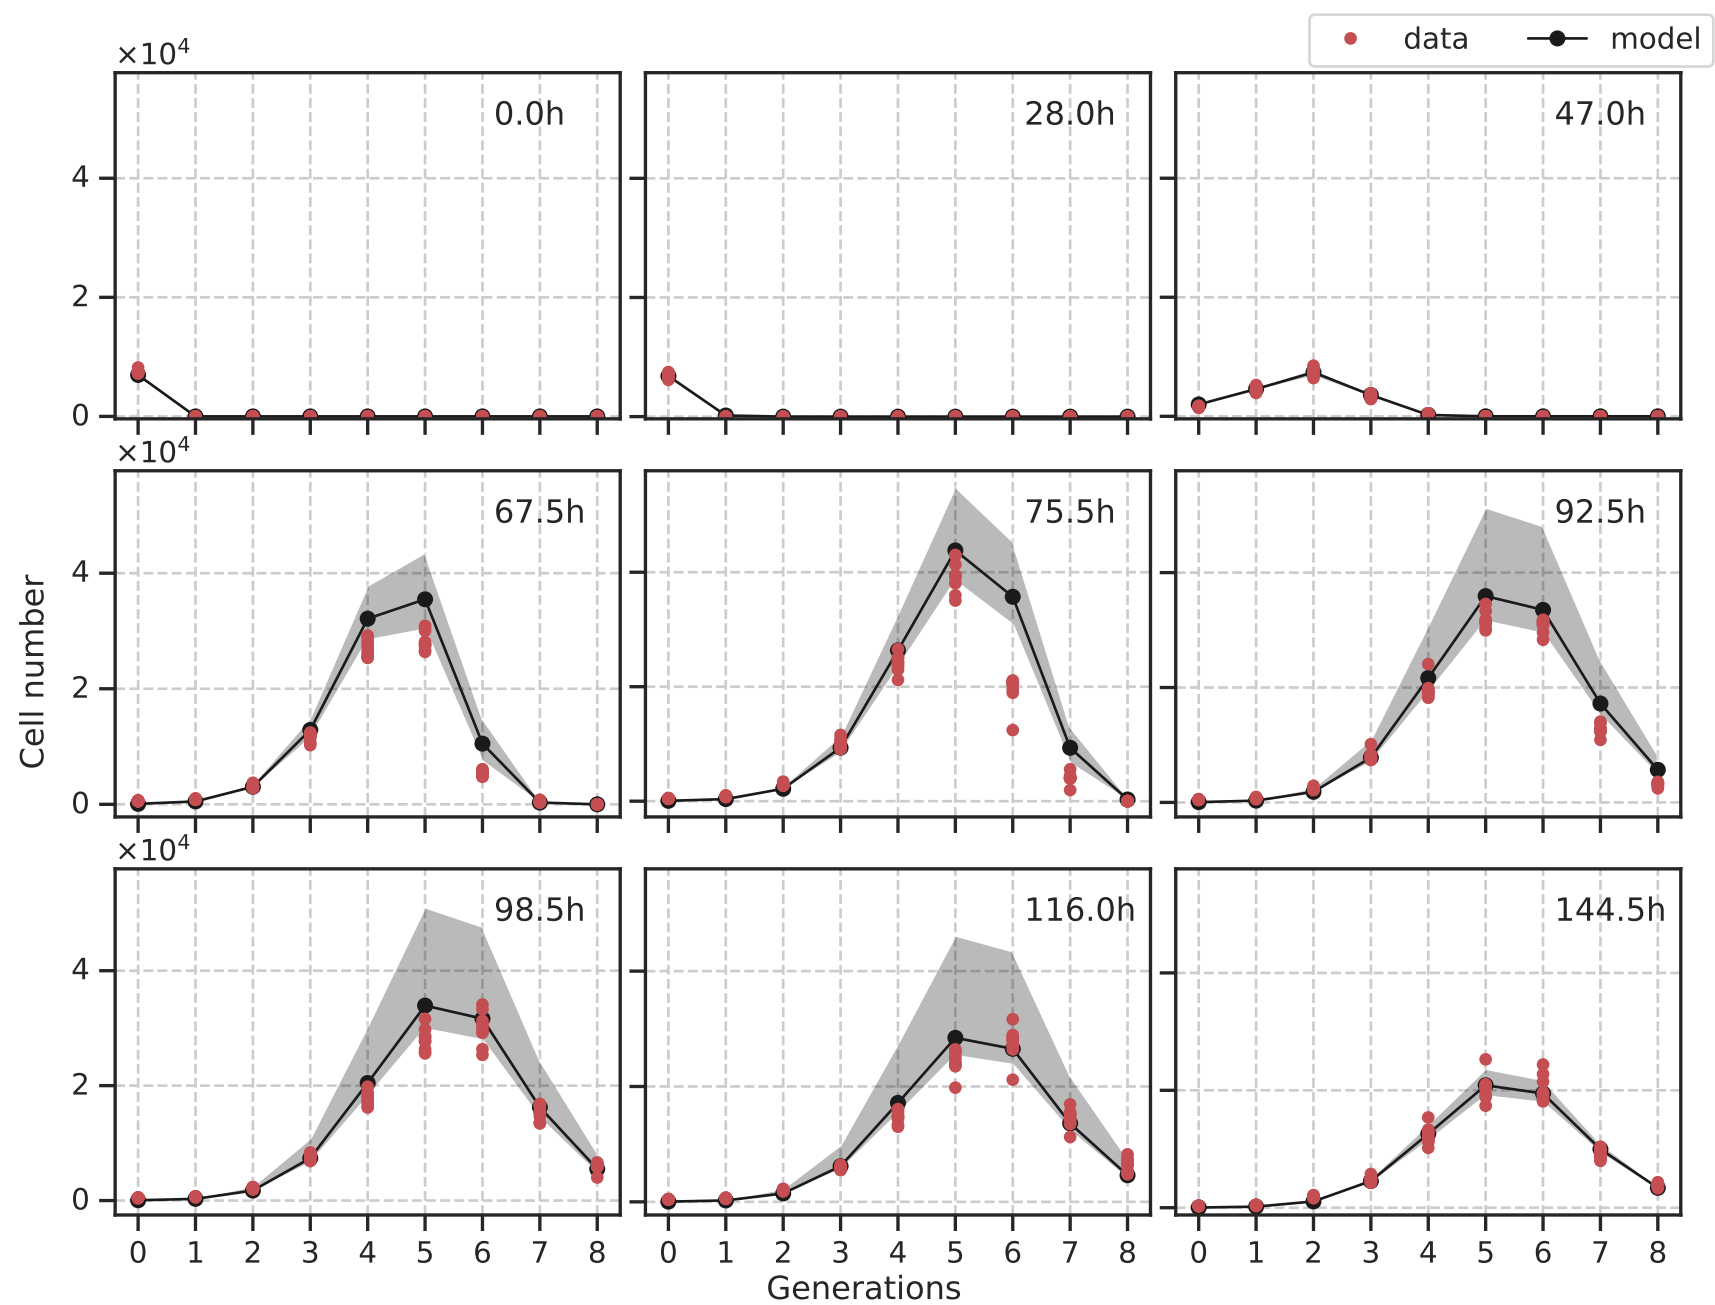 data model
×10⁴
0.0h 28.0h 47.0h
4
2
0
×10⁴
67.5h 75.5h 92.5h
4
2
0
Cell number
×10⁴
98.5h 116.0h 144.5h
4
2
0
0 1 2 3 4 5 6 7 8 0 1 2 3 4 5 6 7 8 0 1 2 3 4 5 6 7 8
Generations